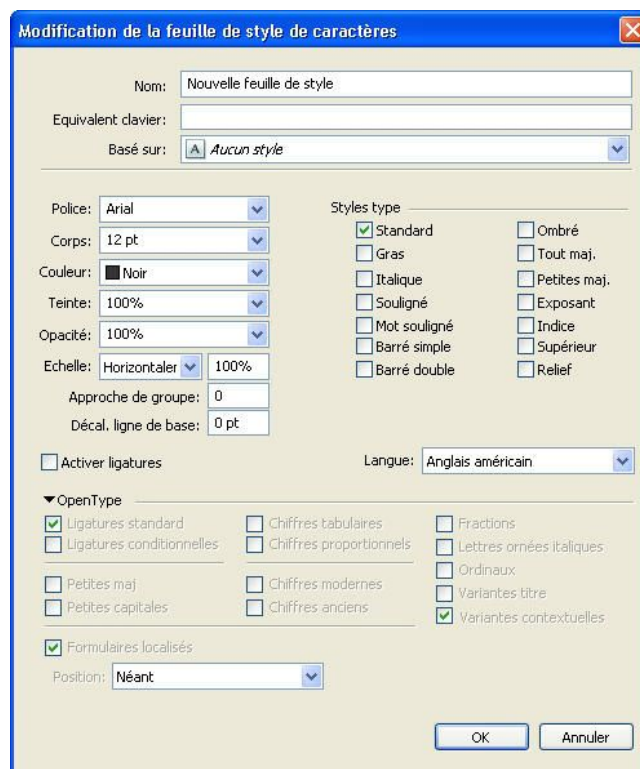 Modification de la feuille de style de caractères
Nom: Nouvelle feuille de style
Equivalent clavier:
Basé sur: A Aucun style
Police: Arial
Corps: 12 pt
Couleur: Noir
Teinte: 100%
Opacité: 100%
Echelle: Horizontaler 100%
Approche de groupe: 0
Décal. ligne de base: 0 pt
Styles type
Standard Ombré
Gras Tout maj.
Italique Petites maj.
Souligné Exposant
Mot souligné Indice
Barré simple Supérieur
Barré double Relief
Activer ligatures Langue: Anglais américain
OpenType
Ligatures standard Chiffres tabulaires Fractions
Ligatures conditionnelles Chiffres proportionnels Lettres ornées italiques
Ordinaux
Petites maj Chiffres modernes Variantes titre
Petites capitales Chiffres anciens Variantes contextuelles
Formulaires localisés
Position: Néant
OK Annuler